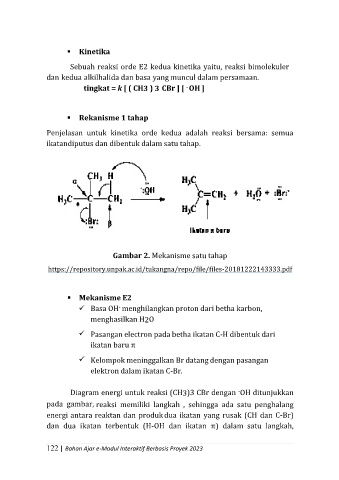 ▪ Kinetika
Sebuah reaksi orde E2 kedua kinetika yaitu, reaksi bimolekuler
dan kedua alkilhalida dan basa yang muncul dalam persamaan.
tingkat = k [ ( CH3 ) 3 CBr ] [ -OH ]
▪ Rekanisme 1 tahap
Penjelasan untuk kinetika orde kedua adalah reaksi bersama: semua
ikatandiputus dan dibentuk dalam satu tahap.
α CH3 H :OH
H3C—C—CH2
:Br: β
H3C
C=CH2 + H2O + :Br:-
H3C
Ikatan π baru
Gambar 2. Mekanisme satu tahap
https://repository.unpak.ac.id/tukangna/repo/file/files-20181222143333.pdf
▪ Mekanisme E2
✓ Basa OH- menghilangkan proton dari betha karbon,
menghasilkan H2O
✓ Pasangan electron pada betha ikatan C-H dibentuk dari
ikatan baru π
✓ Kelompok meninggalkan Br datang dengan pasangan
elektron dalam ikatan C-Br.
Diagram energi untuk reaksi (CH3)3 CBr dengan -OH ditunjukkan
pada gambar, reaksi memiliki langkah , sehingga ada satu penghalang
energi antara reaktan dan produk dua ikatan yang rusak (CH dan C-Br)
dan dua ikatan terbentuk (H-OH dan ikatan π) dalam satu langkah,
122 | Bahan Ajar e-Modul Interaktif Berbasis Proyek 2023